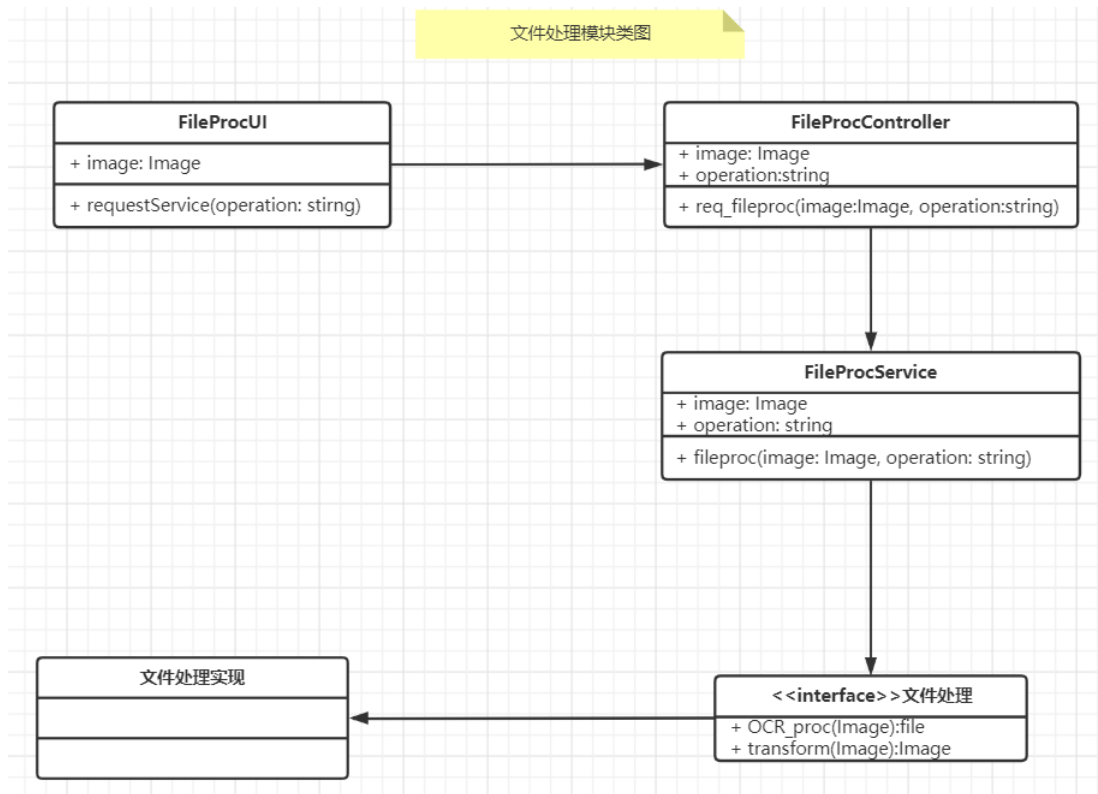 文件处理模块类图
FileProcUI
+ image: Image
+ requestService(operation: stirng)
FileProcController
+ image: Image
+ operation:string
+ req_fileproc(image:Image, operation:string)
FileProcService
+ image: Image
+ operation: string
+ fileproc(image: Image, operation: string)
文件处理实现
<<interface>>文件处理
+ OCR_proc(Image):file
+ transform(Image):Image